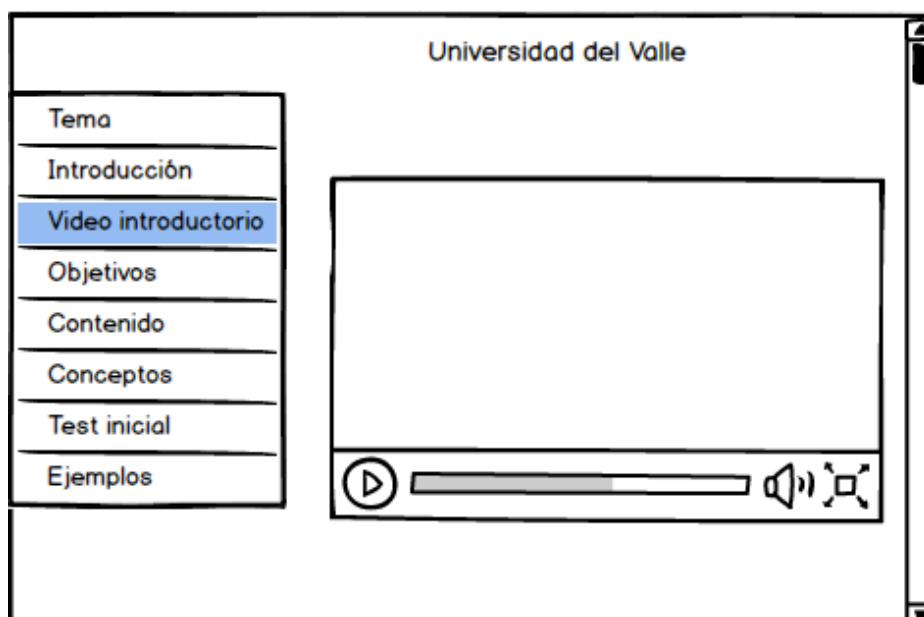 Universidad del Valle
Tema
Introducción
Video introductorio
Objetivos
Contenido
Conceptos
Test inicial
Ejemplos